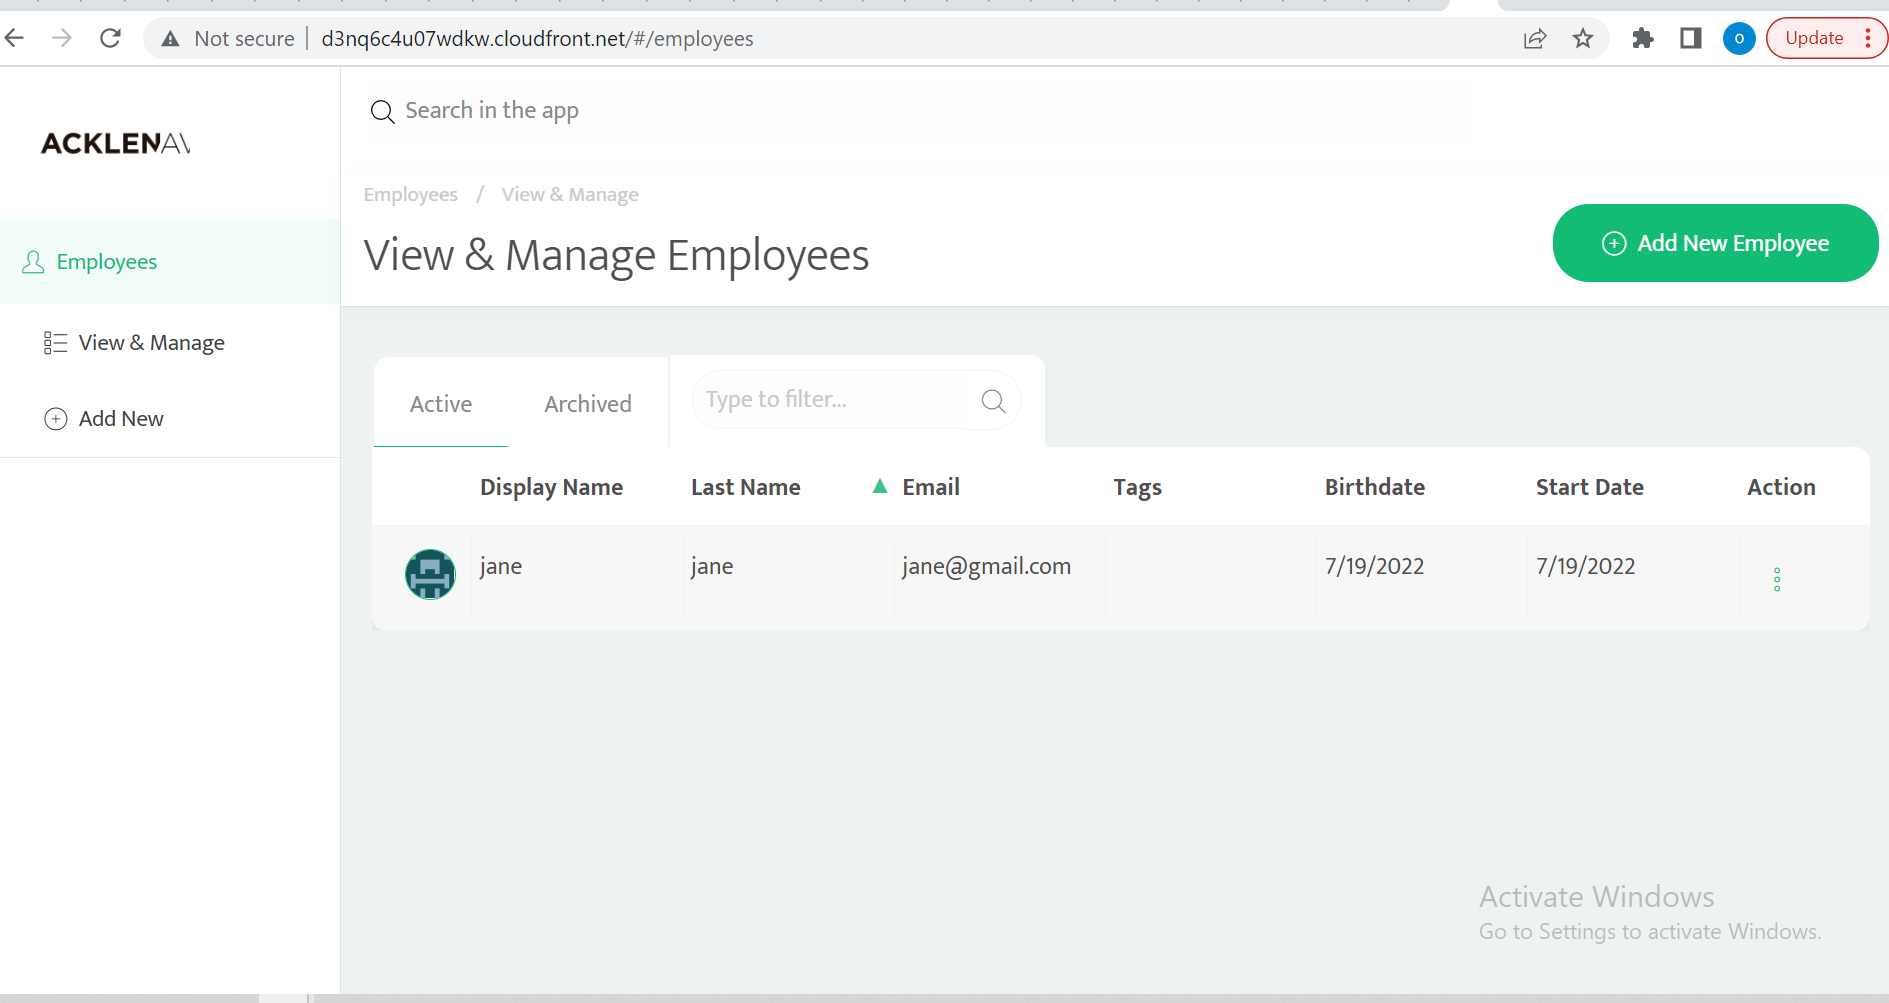 Not secure
d3nq6c4u07wdkw.cloudfront.net/#/employees
O
Update
ACKLENAV
Search in the app
Employees / View & Manage
View & Manage Employees
Add New Employee
Employees
View & Manage
Add New
Active
Archived
Type to filter...
Display Name Last Name Email Tags Birthdate Start Date Action
jane jane jane@gmail.com 7/19/2022 7/19/2022
Activate Windows
Go to Settings to activate Windows.